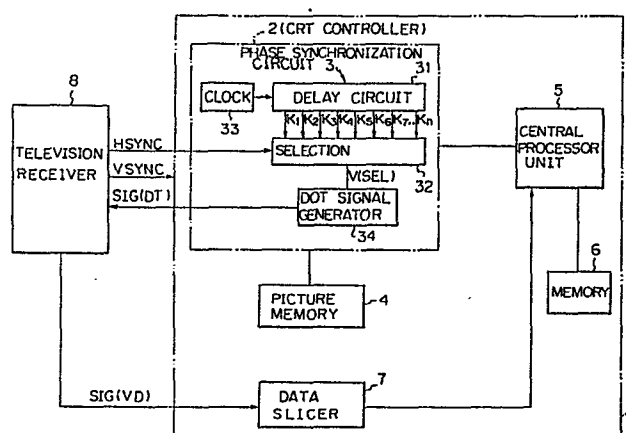 2(CRT CONTROLLER)
PHASE SYNCHRONIZATION
CIRCUIT 3
31
8
5
CLOCK
DELAY CIRCUIT
33
K1 K2 K3 K4 K5 K6 K7...Kn
TELEVISION
RECEIVER
HSYNC
VSYNC
SIG(DT)
SELECTION
32
V(SEL)
DOT SIGNAL
GENERATOR
34
CENTRAL
PROCESSOR
UNIT
6
MEMORY
PICTURE
MEMORY
4
7
SIG(VD)
DATA
SLICER